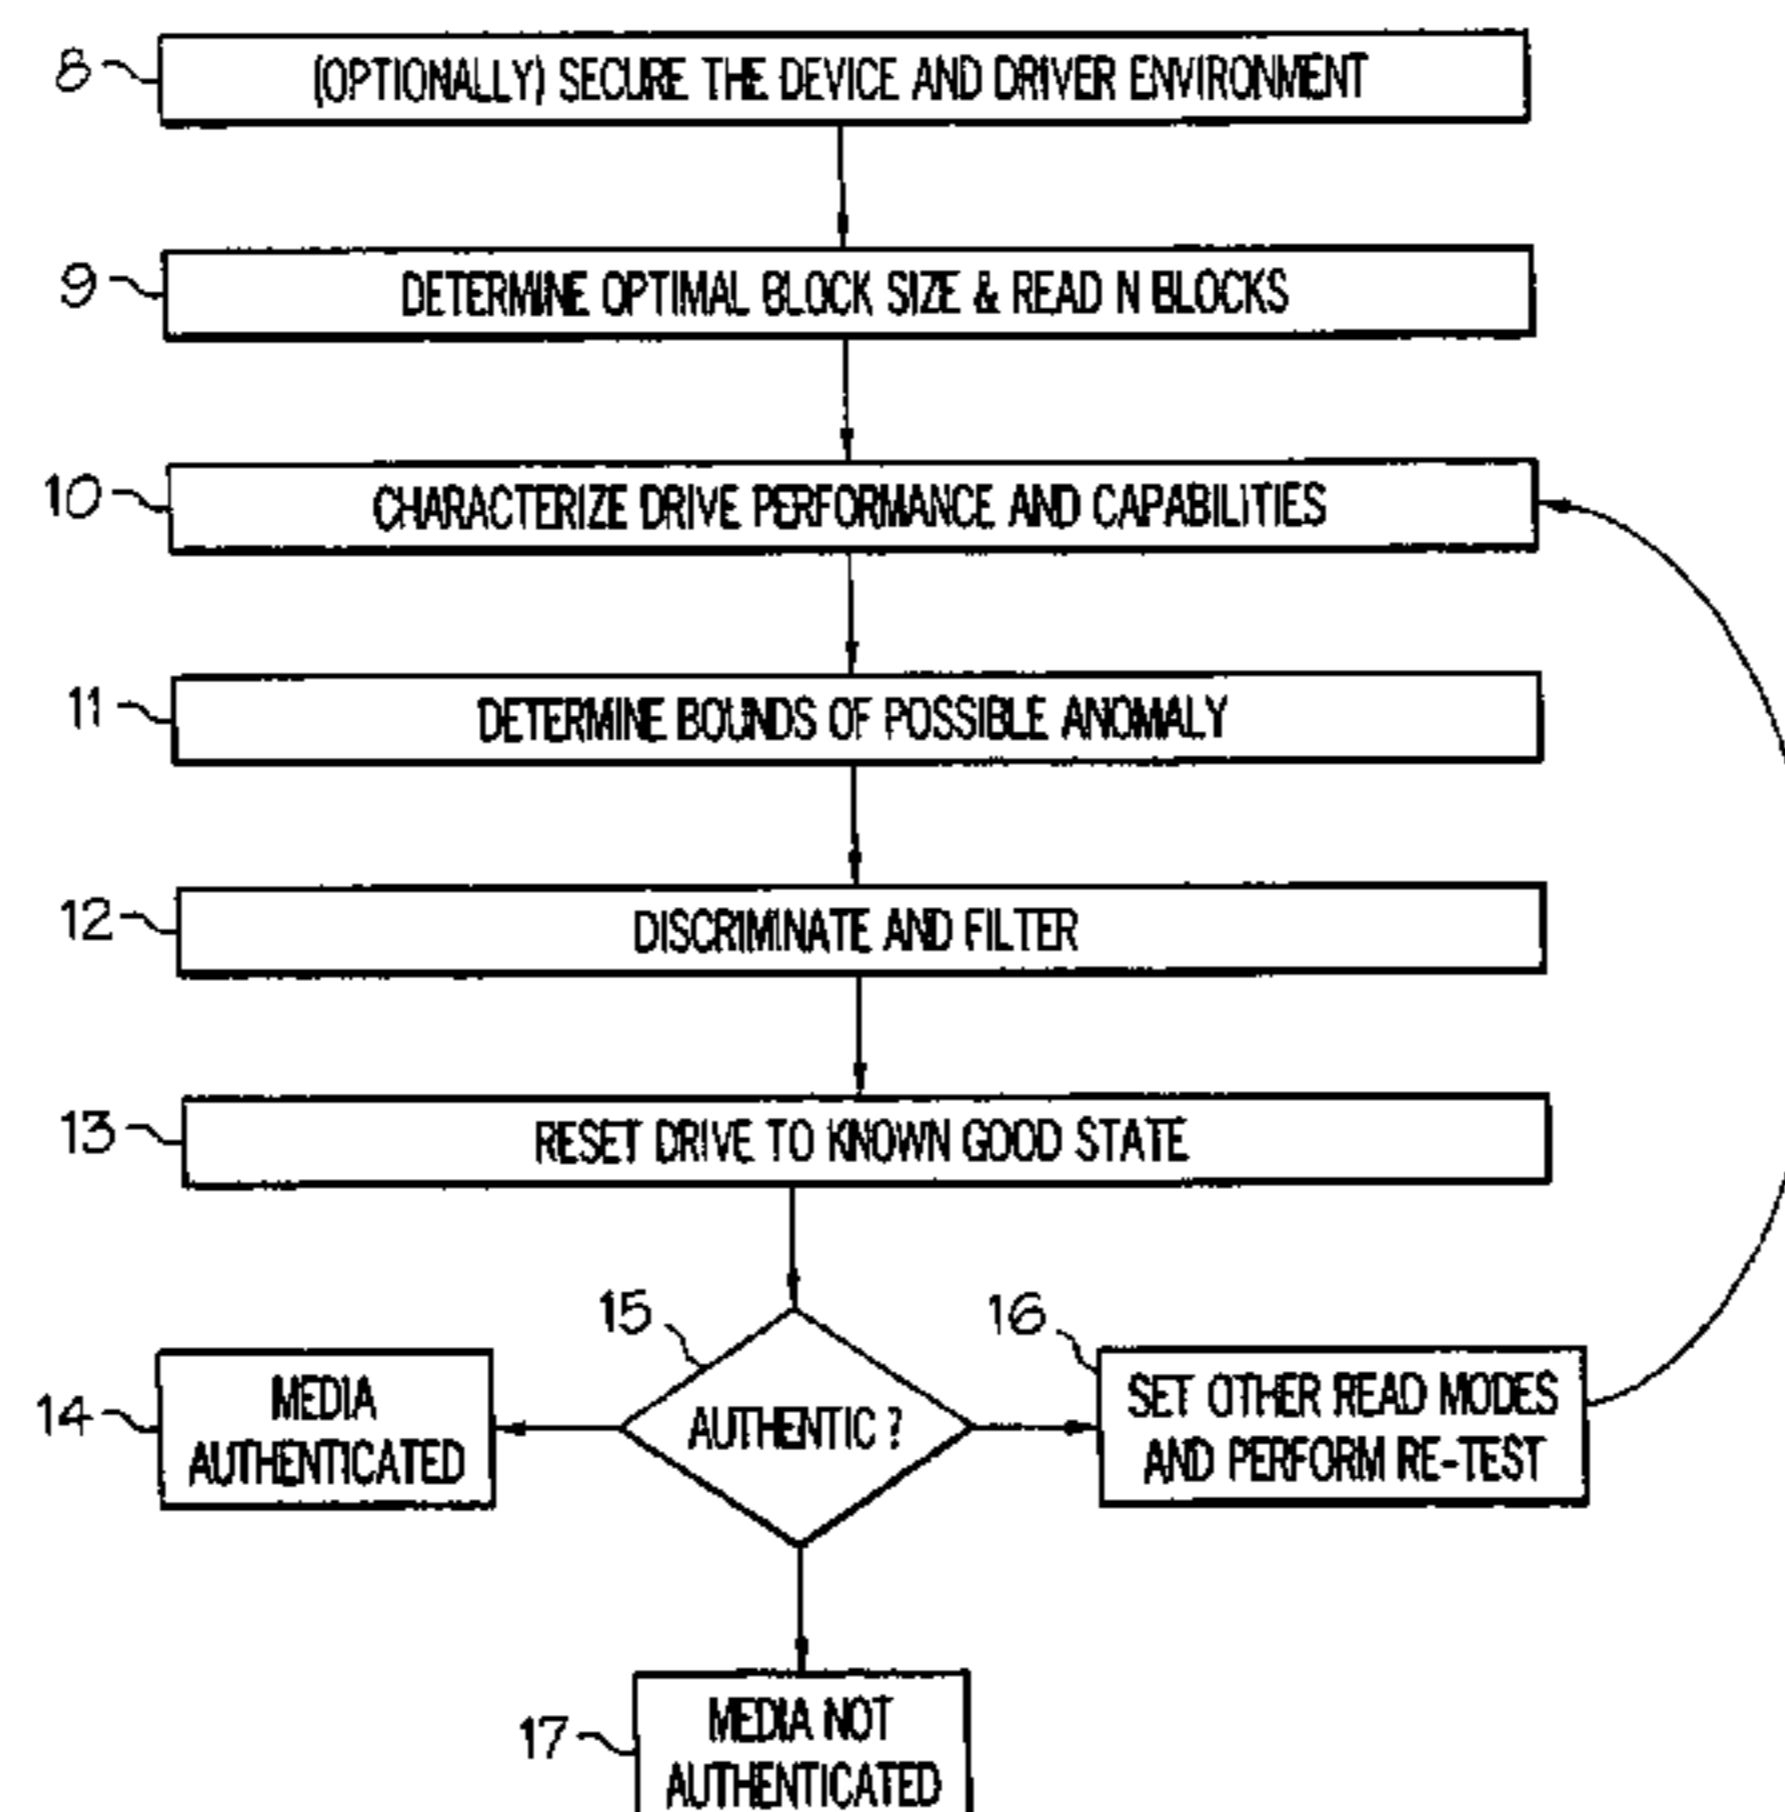 8 (OPTIONALLY) SECURE THE DEVICE AND DRIVER ENVIRONMENT
9 DETERMINE OPTIMAL BLOCK SIZE & READ N BLOCKS
10 CHARACTERIZE DRIVE PERFORMANCE AND CAPABILITIES
11 DETERMINE BOUNDS OF POSSIBLE ANOMALY
12 DISCRIMINATE AND FILTER
13 RESET DRIVE TO KNOWN GOOD STATE
14
MEDIA
AUTHENTICATED
15
AUTHENTIC ?
16
SET OTHER READ MODES
AND PERFORM RE-TEST
17
MEDIA NOT
AUTHENTICATED